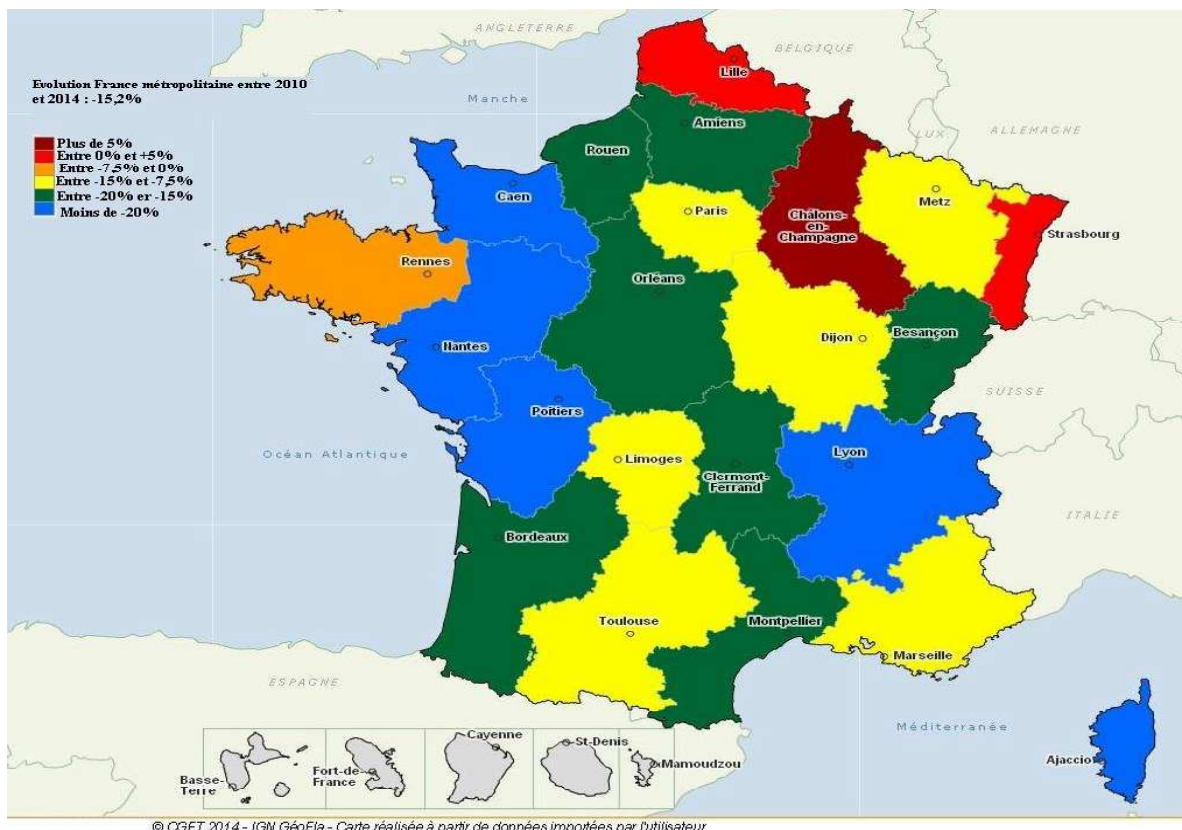 ANGLETERRE
BELGIQUE
Lille
Evolution France métropolitaine entre 2010
et 2014 : -15,2%
Manche
Amiens
LUX.
ALLEMAGNE
Plus de 5%
Entre 0% et +5%
Entre -7,5% et 0%
Entre -15% et -7,5%
Entre -20% er -15%
Moins de -20%
Rouen
Caen
Paris
Metz
Châlons-
en-
Champagne
Strasbourg
Rennes
Orléans
Nantes
Dijon
Besançon
SUISSE
Poitiers
Océan Atlantique
Limoges
Lyon
Clermont-
Ferrand
ITALIE
Bordeaux
Toulouse
Montpellier
Marseille
ESPAGNE
Méditerranée
Ajaccio
Basse-
Terre
Fort-de-
France
Cayenne
St-Denis
Mamoudzou
© CGET 2014 - IGN GéoFla - Carte réalisée à partir de données importées par l'utilisateur